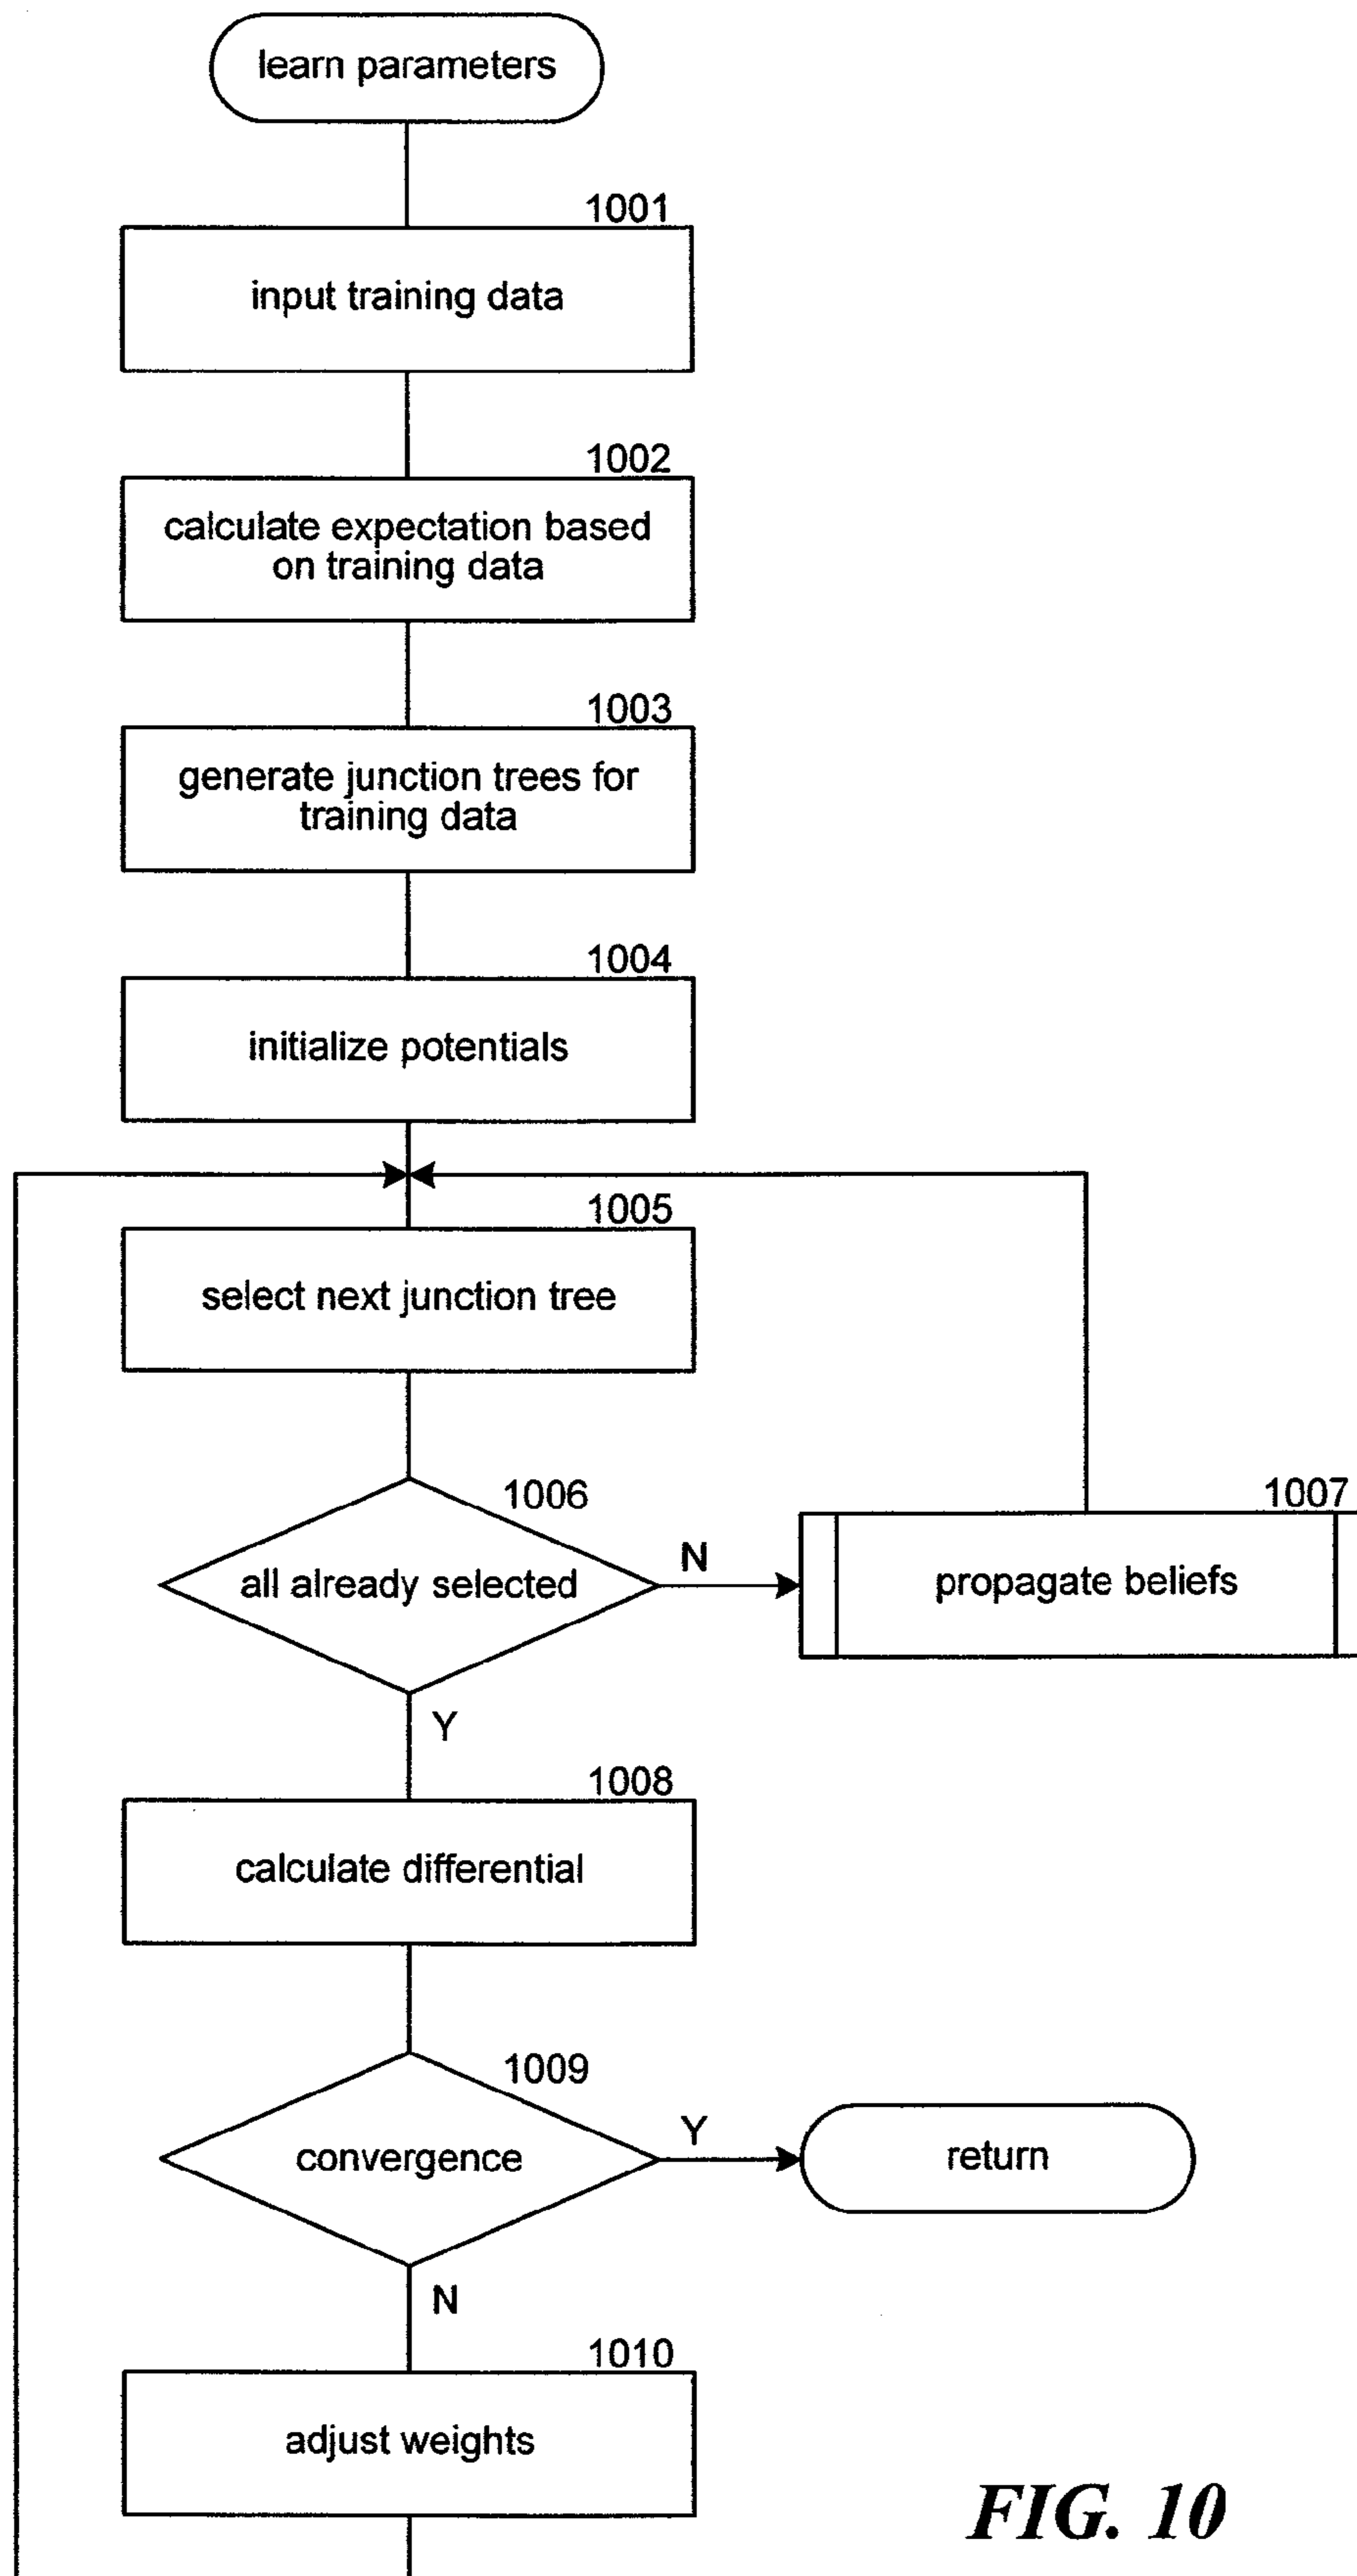 learn parameters
1001
input training data
1002
calculate expectation based
on training data
1003
generate junction trees for
training data
1004
initialize potentials
1005
select next junction tree
1006
all already selected
N
1007
propagate beliefs
Y
1008
calculate differential
1009
convergence
Y
return
N
1010
adjust weights
FIG. 10